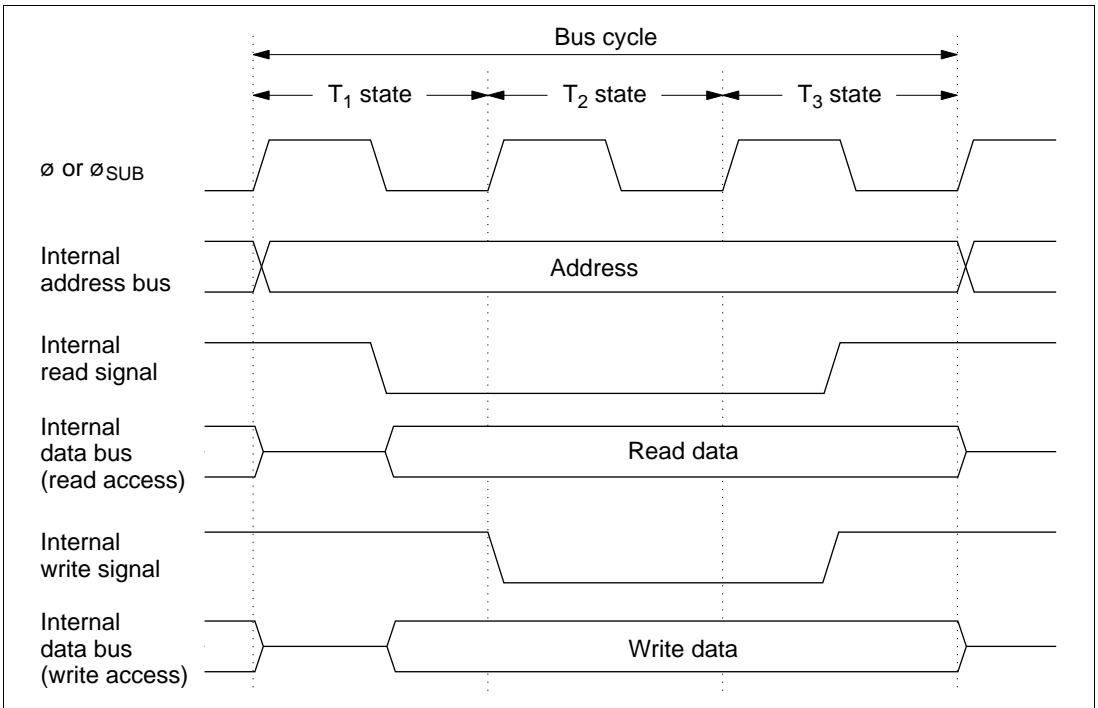 Bus cycle
T1 state
T2 state
T3 state
ø or øSUB
Internal
address bus
Address
Internal
read signal
Internal
data bus
(read access)
Read data
Internal
write signal
Internal
data bus
(write access)
Write data